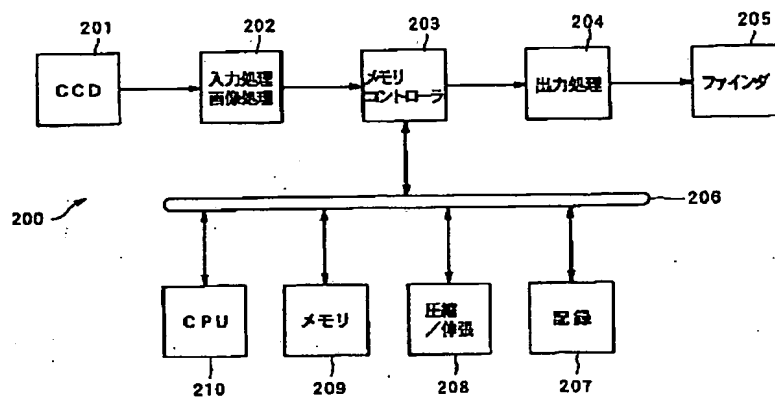 201
202
203
204
205
CCD
入力処理
画像処理
メモリ
コントローラ
出力処理
ファインダ
200
206
CPU
メモリ
圧縮
/伸張
記録
210
209
208
207